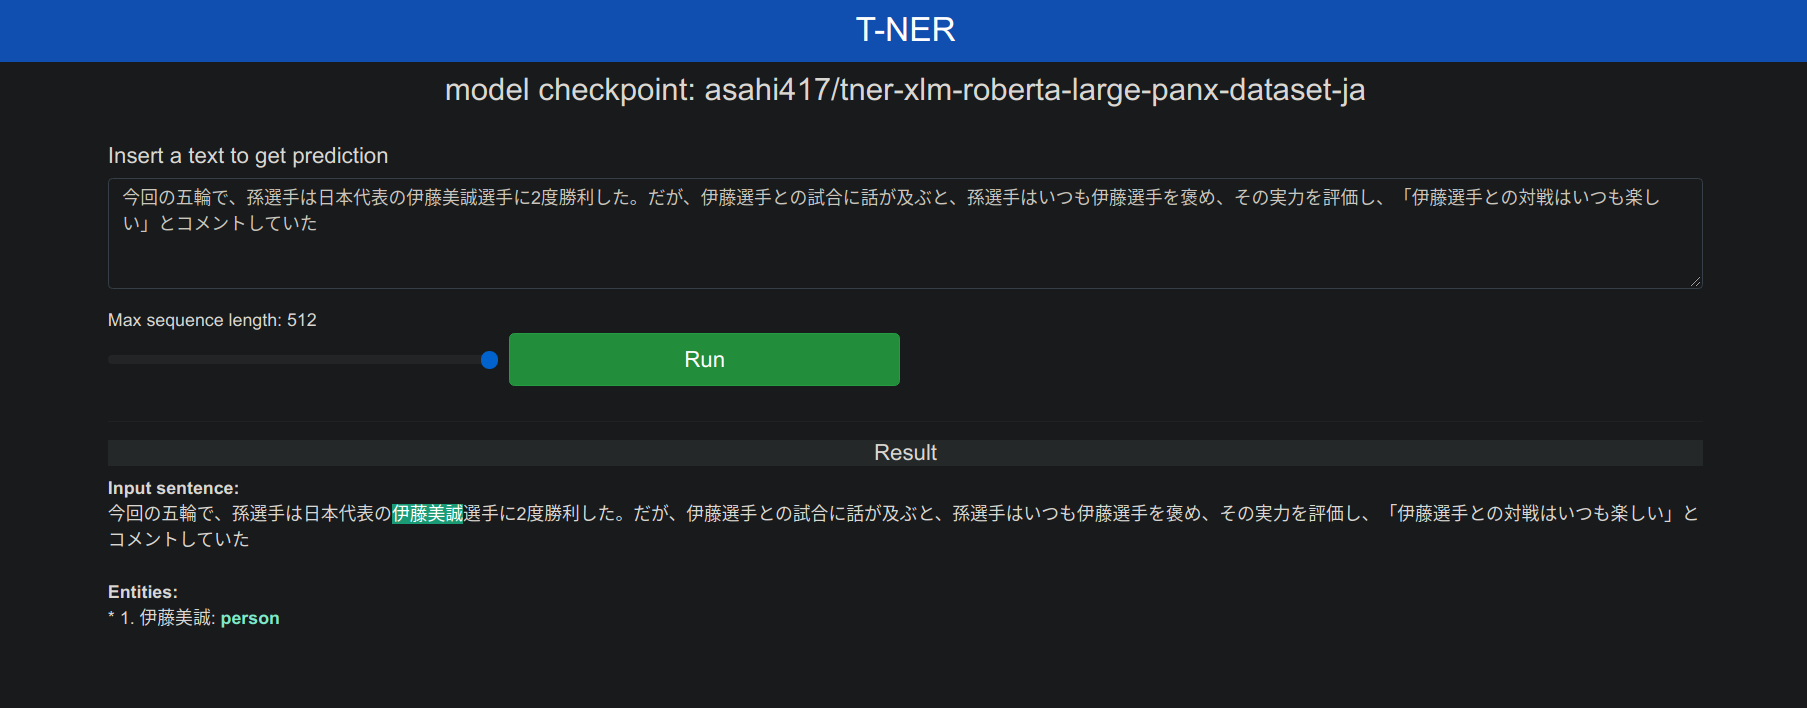 T-NER
model checkpoint: asahi417/tner-xlm-roberta-large-panx-dataset-ja
Insert a text to get prediction
今回の五輪で、孫選手は日本代表の伊藤美誠選手に2度勝利した。だが、伊藤選手との試合に話が及ぶと、孫選手はいつも伊藤選手を褒め、その実力を評価し、「伊藤選手との対戦はいつも楽し
い」とコメントしていた
Max sequence length: 512
Run
Result
Input sentence:
今回の五輪で、孫選手は日本代表の伊藤美誠選手に2度勝利した。だが、伊藤選手との試合に話が及ぶと、孫選手はいつも伊藤選手を褒め、その実力を評価し、「伊藤選手との対戦はいつも楽しい」と
コメントしていた
Entities:
* 1. 伊藤美誠: person